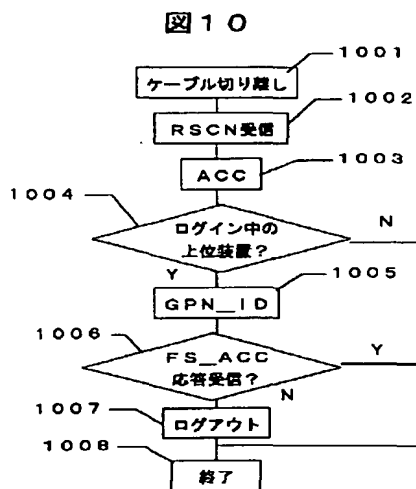 図10
1001
ケーブル切り離し
1002
RSCN受信
1003
ACC
1004
ログイン中の
上位装置？
N
Y
1005
GPN＿ID
1006
FS＿ACC
応答受信？
Y
N
1007
ログアウト
1008
終了